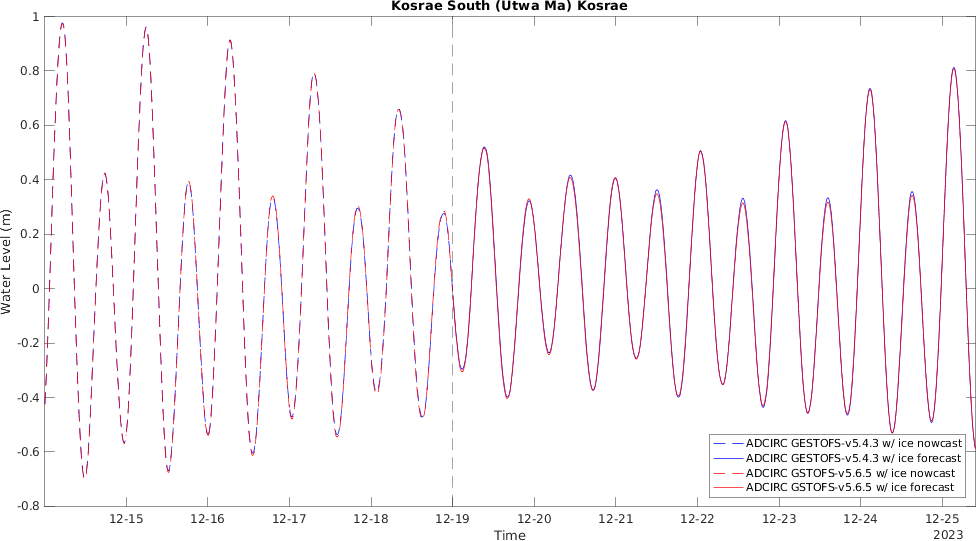 Kosrae South (Utwa Ma) Kosrae
1
0.8
0.6
0.4
0.2
0
-0.2
-0.4
-0.6
-0.8
Water Level (m)
12-15 12-16 12-17 12-18 12-19 12-20 12-21 12-22 12-23 12-24 12-25
2023
Time
ADCIRC GESTOFS-v5.4.3 w/ ice nowcast
ADCIRC GESTOFS-v5.4.3 w/ ice forecast
ADCIRC GSTOFS-v5.6.5 w/ ice nowcast
ADCIRC GSTOFS-v5.6.5 w/ ice forecast